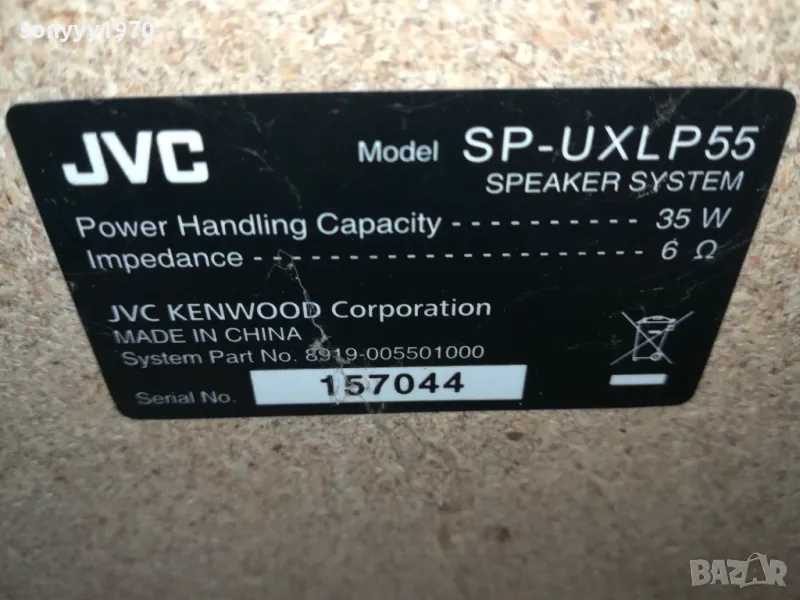 sonyyy1970
JVC Model SP-UXLP55
SPEAKER SYSTEM
Power Handling Capacity - - - - - - - - - - 35 W
Impedance - - - - - - - - - - - - - - - - - - - - - 6 Ω
JVC KENWOOD Corporation
MADE IN CHINA
System Part No. 8919-005501000
Serial No. 157044
BAZAR